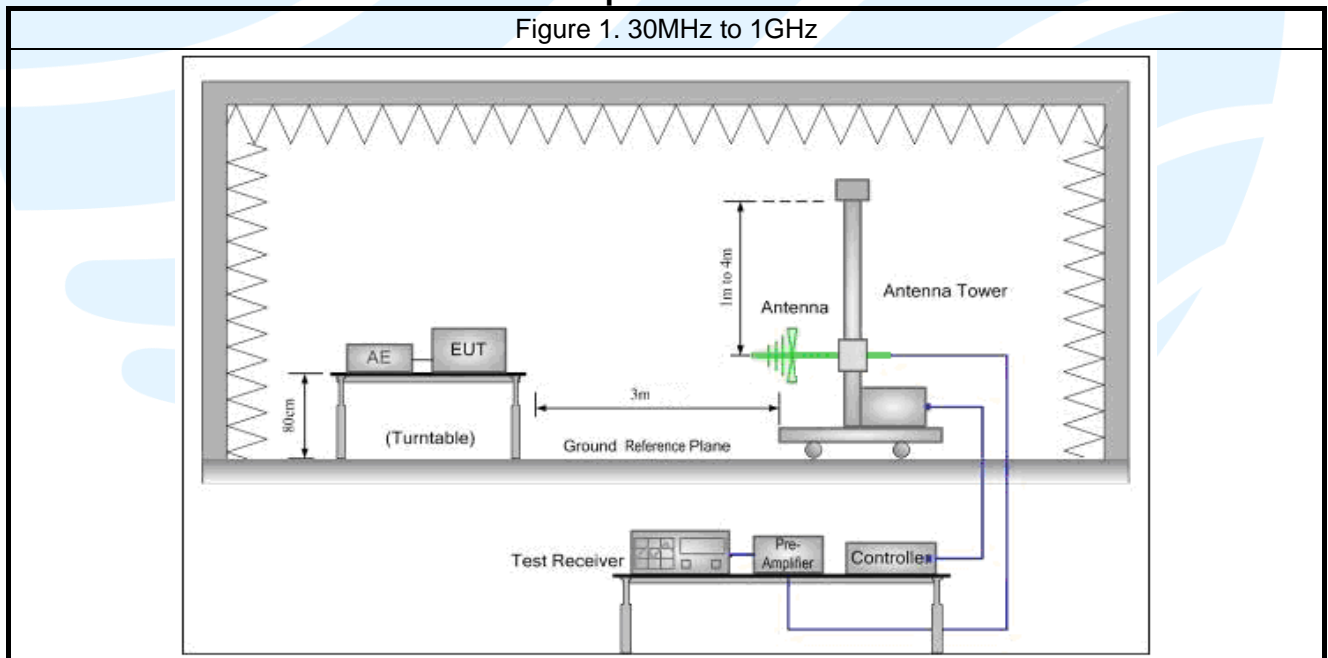 Figure 1. 30MHz to 1GHz
1m to 4m
Antenna
Antenna Tower
AE
EUT
80cm
(Turntable)
3m
Ground Reference Plane
Test Receiver
Pre-
Amplifier
Controller